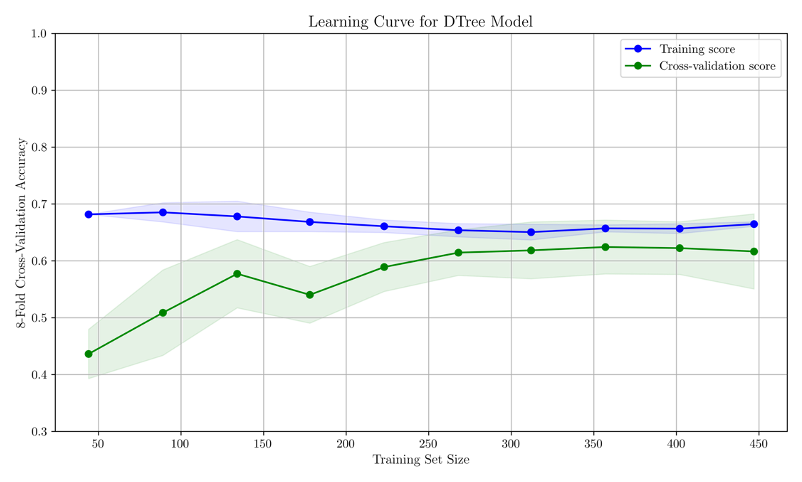 Learning Curve for DTree Model
Training score
Cross-validation score
8-Fold Cross-Validation Accuracy
1.0
0.9
0.8
0.7
0.6
0.5
0.4
0.3
50 100 150 200 250 300 350 400 450
Training Set Size